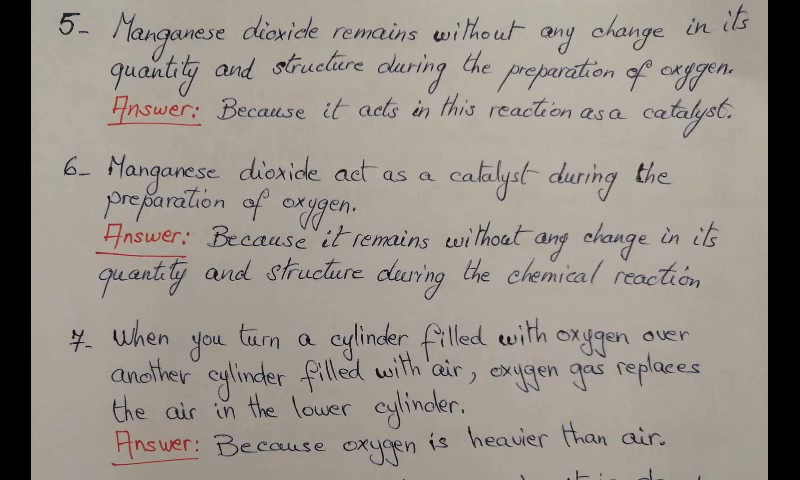 5- Manganese dioxide remains without any change in its
quantity and structure during the preparation of oxygen.
Answer: Because it acts in this reaction as a catalyst.
6- Manganese dioxide act as a catalyst during the
preparation of oxygen.
Answer: Because it remains without any change in its
quantity and structure during the chemical reaction
7- When you turn a cylinder filled with oxygen over
another cylinder filled with air, oxygen gas replaces
the air in the lower cylinder.
Answer: Because oxygen is heavier than air.